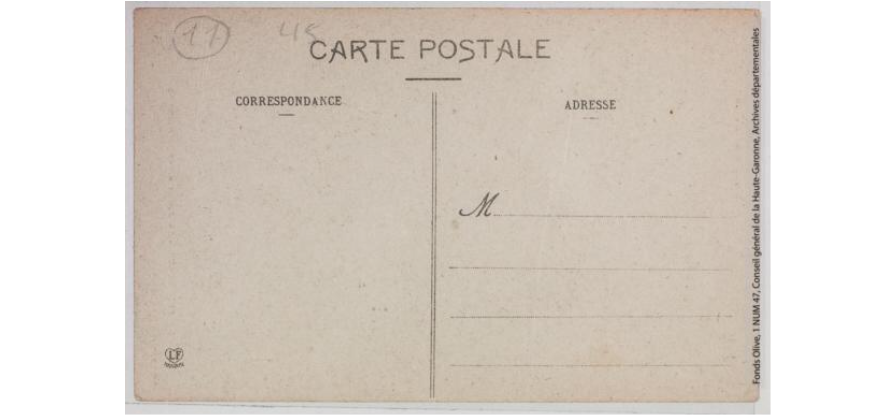 11
45
CARTE POSTALE
CORRESPONDANCE
ADRESSE
M
LF
Fonds Olive, 1 NUM 47, Conseil général de la Haute-Garonne, Archives départementales